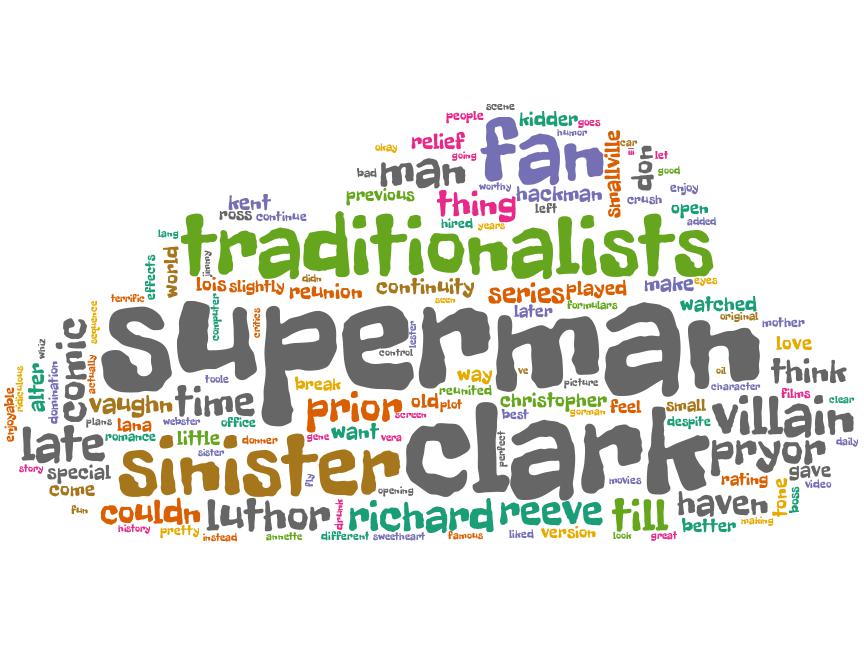 scene
people kidder goes
humor
okay relief fan smallville car
going iii don let
bad man good
worthy enjoy
previous thing hackman crush
kent left open
ross continue hired years added
lang traditionalists
effects world jimmy didn
lois slightly reunion continuity series played make eyes
terrific seen formulars watched
sequence computer critics later original
superman mother
comic lester love
whiz control picture think
actually toole way ve oil
ridiculous alter domination break reunited character films
enjoyable vaughn time prior old plot christopher feel small clear
plans lana webster office screen best gorman despite villain
late romance little donner gene want vera clark pryor daily
story sister perfect
special sinister fly rating gave
come opening movies tone boss video
fun couldn luthor drunk richard reeve till haven
history pretty better making
instead annette different sweetheart famous liked version look great